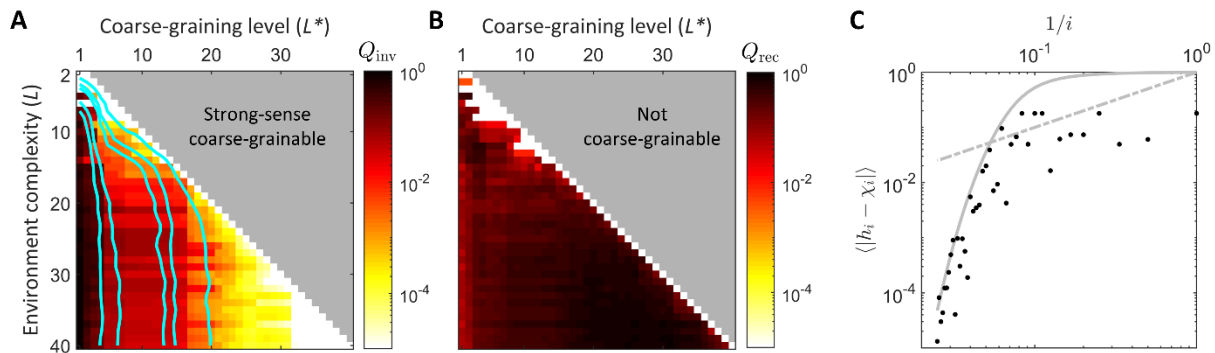 A
Coarse-graining level (L*)
1 10 20 30
Environment complexity (L)
2
10
20
30
40
Strong-sense
coarse-grainable
Q_inv
10^0
10^-2
10^-4
B
Coarse-graining level (L*)
1 10 20 30
Not
coarse-grainable
Q_rec
10^0
10^-2
10^-4
C
1/i
10^-1 10^0
⟨|h_i − χ_i|⟩
10^0
10^-2
10^-4